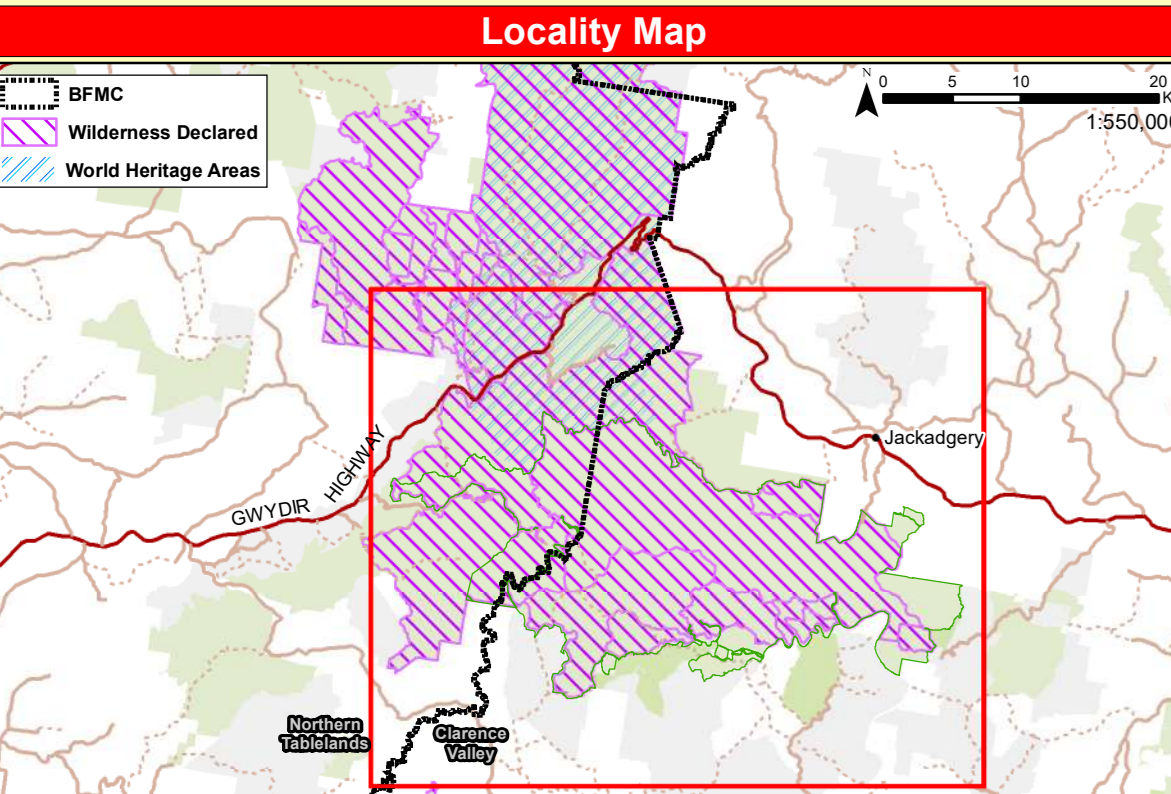 Locality Map
BFMC
Wilderness Declared
World Heritage Areas
N
0 5 10 20
K
1:550,000
Jackadgery
GWYDIR HIGHWAY
Northern
Tablelands
Clarence
Valley